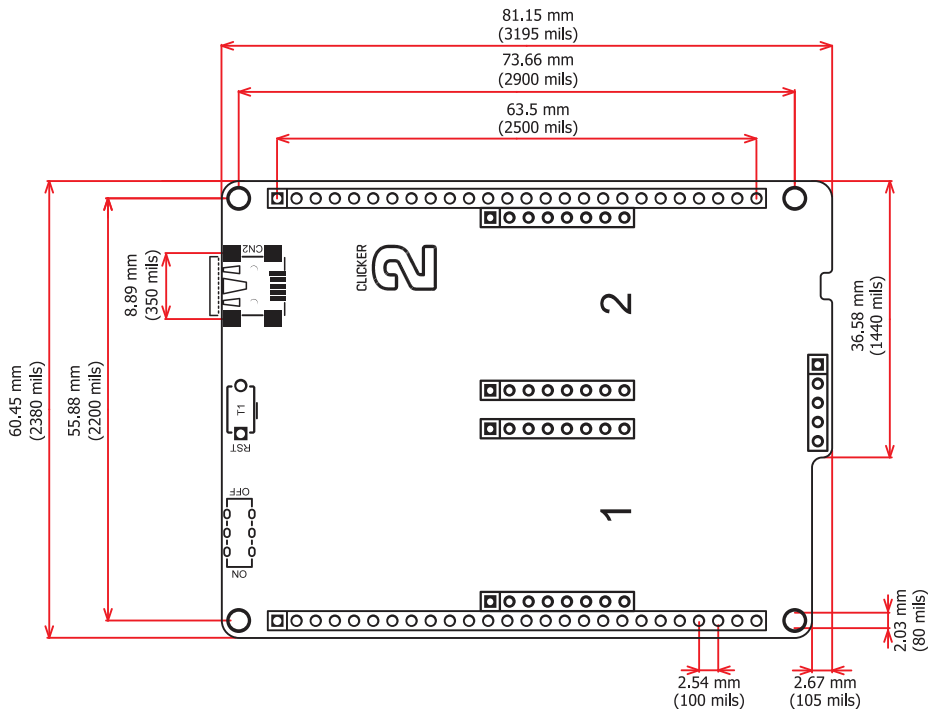 81.15 mm
(3195 mils)
73.66 mm
(2900 mils)
63.5 mm
(2500 mils)
CN2
CLICKER
2
8.89 mm
(350 mils)
2
36.58 mm
(1440 mils)
60.45 mm
(2380 mils)
55.88 mm
(2200 mils)
T1
RST
OFF
1
ON
2.03 mm
(80 mils)
2.54 mm
(100 mils)
2.67 mm
(105 mils)